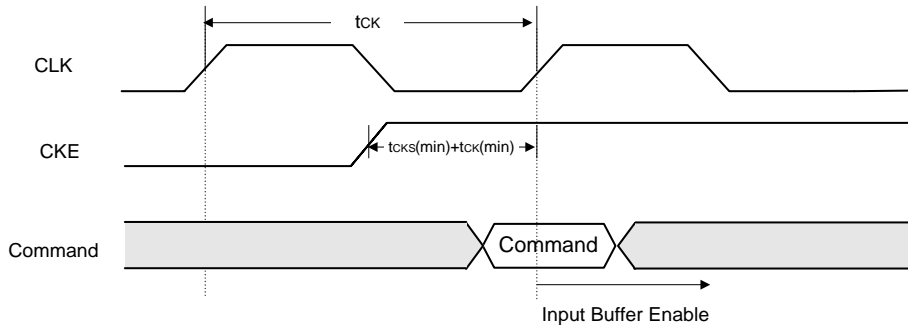 tCK
CLK
CKE
tCKS(min)+tCK(min)
Command
Command
Input Buffer Enable